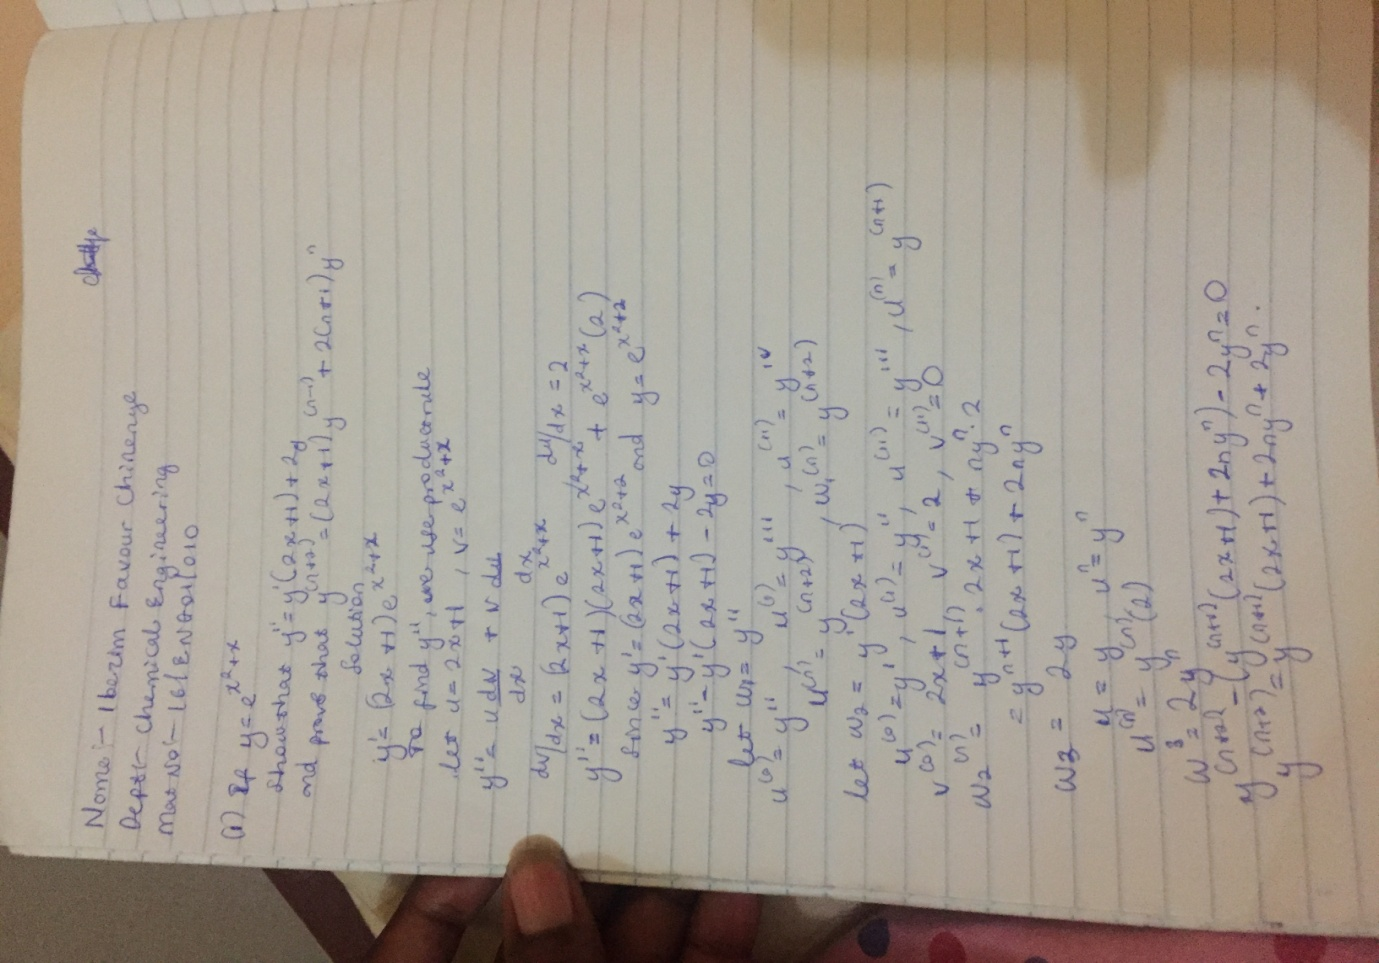 Name:- Iberim Favour Chinenye
Dept:- Chemical Engineering
Mat No:- 16/ENG01/010
(1) If y = e^x²+x
Show that y'' = y'(2x+1) + 2y
and prove that y^(n+2) = (2x+1) y^(n-1) + 2(n+1) y^n
Solution
y' = (2x+1) e^x²+x
To find y'', we use product rule
let u = 2x+1, v = e^x²+x
y'' = u dv/dx + v du/dx
dv/dx = (2x+1) e^x²+x du/dx = 2
y'' = (2x+1)(2x+1) e^x²+x + e^x²+x (2)
Since y' = (2x+1) e^x²+2 and y = e^x²+2
y'' = y'(2x+1) + 2y
y'' - y'(2x+1) - 2y = 0
let w₁ = y''
u^(0) = y'' u^(1) = y''', u^(11) = y^iv
u^(n) = y^(n+2), w₁^(n) = y^(n+2)
let w₂ = y'(2x+1)
u^(0) = y', u^(1) = y'', u^(11) = y''', u^(n) = y^(n+1)
v^(0) = 2x+1 v^(1) = 2, v^(11) = 0
w₂^(n) = y^(n+1) . 2x+1 + ny^n . 2
= y^n+1 (2x+1) + 2ny^n
w₃ = 2y
u = y, u^n = y^n
u^(n) = y^(n) (2)
w³ = 2y^n
y^(n+2) - (y^(n+1) (2x+1) + 2ny^n) - 2y^n = 0
y^(n+2) = y^(n+1) (2x+1) + 2ny^n + 2y^n.